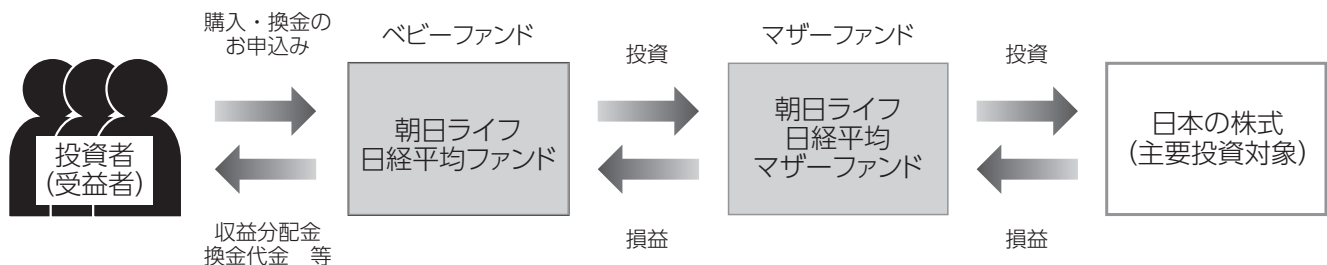 購入・換金の
お申込み
ベビーファンド
投資
マザーファンド
投資
投資者
(受益者)
朝日ライフ
日経平均ファンド
朝日ライフ
日経平均
マザーファンド
日本の株式
(主要投資対象)
収益分配金
換金代金　等
損益
損益